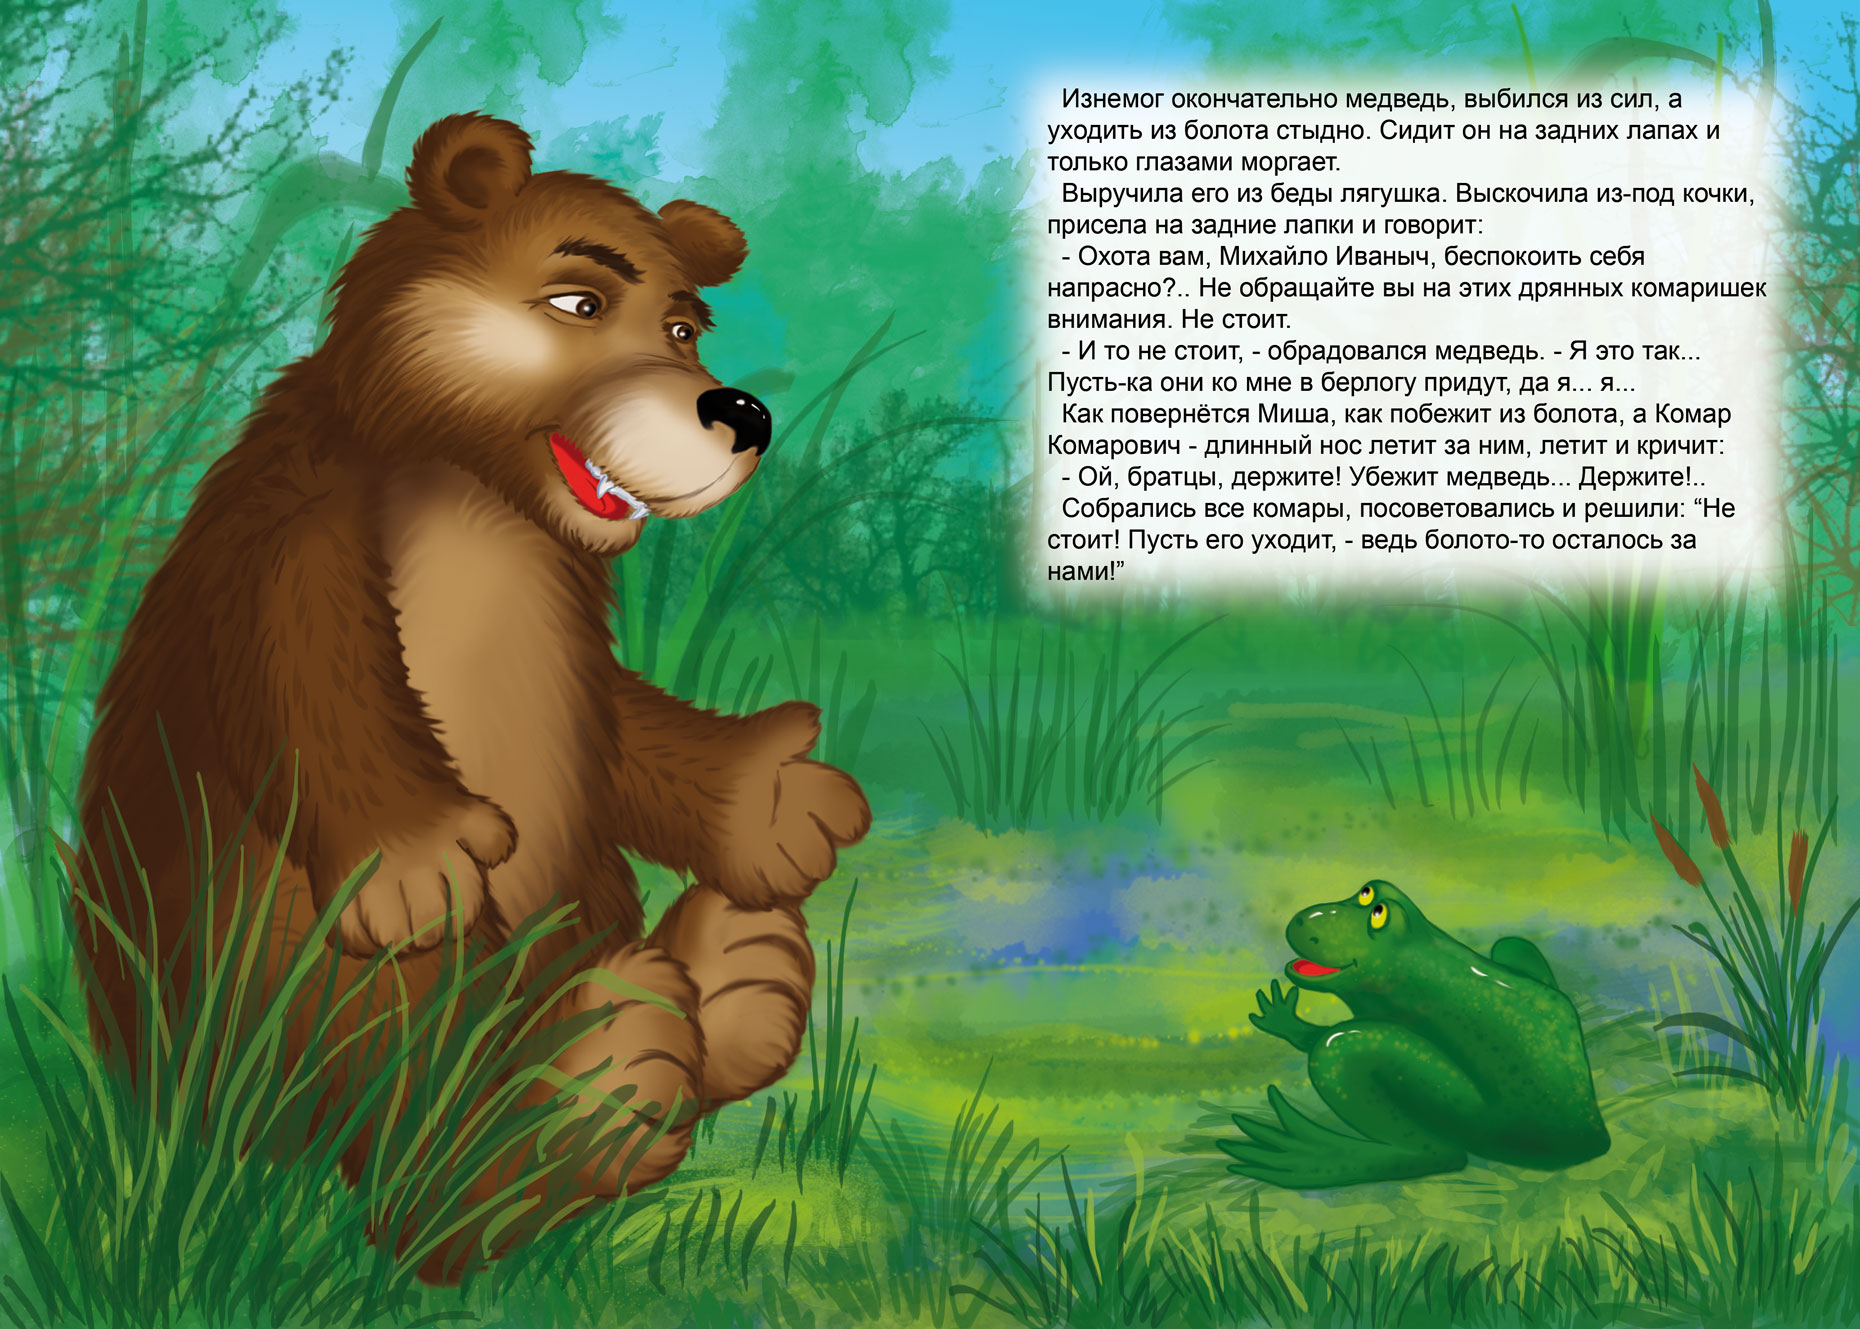 Изнемог окончательно медведь, выбился из сил, а
уходить из болота стыдно. Сидит он на задних лапах и
только глазами моргает.
Выручила его из беды лягушка. Выскочила из-под кочки,
присела на задние лапки и говорит:
- Охота вам, Михайло Иваныч, беспокоить себя
напрасно?.. Не обращайте вы на этих дрянных комаришек
внимания. Не стоит.
- И то не стоит, - обрадовался медведь. - Я это так...
Пусть-ка они ко мне в берлогу придут, да я... я...
Как повернётся Миша, как побежит из болота, а Комар
Комарович - длинный нос летит за ним, летит и кричит:
- Ой, братцы, держите! Убежит медведь... Держите!..
Собрались все комары, посоветовались и решили: “Не
стоит! Пусть его уходит, - ведь болото-то осталось за
нами!”